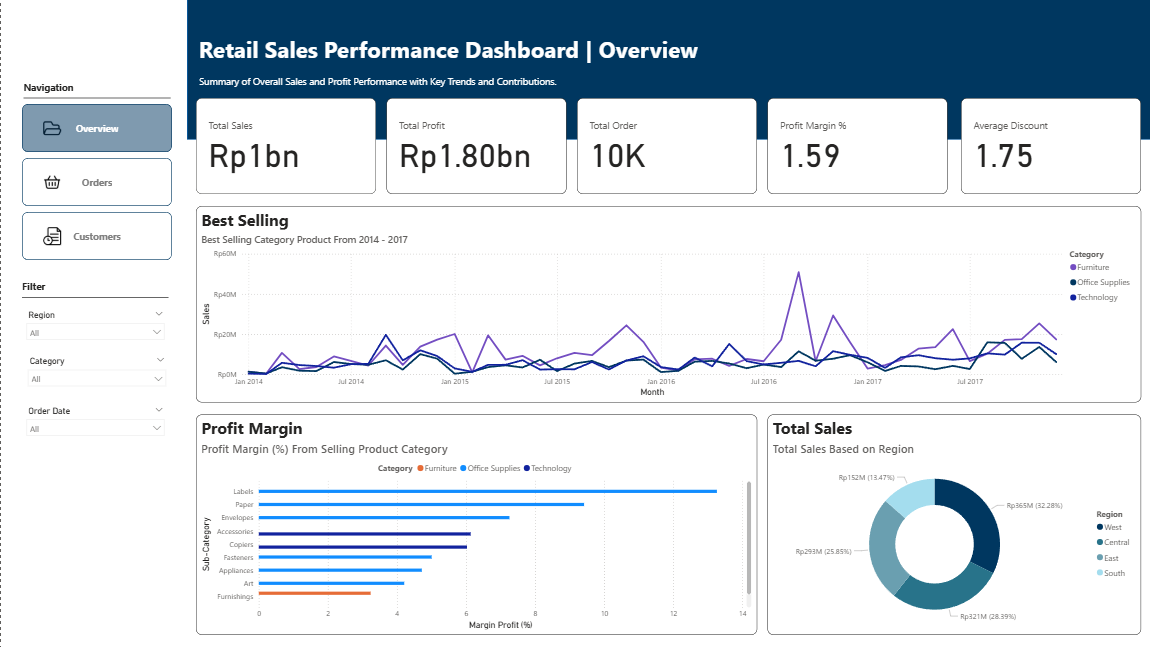 Retail Sales Performance Dashboard | Overview
Summary of Overall Sales and Profit Performance with Key Trends and Contributions.
Navigation
Overview
Orders
Customers
Filter
Region
All
Category
All
Order Date
All
Total Sales
Rp1bn
Total Profit
Rp1.80bn
Total Order
10K
Profit Margin %
1.59
Average Discount
1.75
Best Selling
Best Selling Category Product From 2014 - 2017
Sales
Rp60M
Rp40M
Rp20M
Rp0M
Jan 2014
Jul 2014
Jan 2015
Jul 2015
Jan 2016
Jul 2016
Jan 2017
Jul 2017
Month
Category
Furniture
Office Supplies
Technology
Profit Margin
Profit Margin (%) From Selling Product Category
Category Furniture Office Supplies Technology
Sub-Category
Labels
Paper
Envelopes
Accessories
Copiers
Fasteners
Appliances
Art
Furnishings
0 2 4 6 8 10 12 14
Margin Profit (%)
Total Sales
Total Sales Based on Region
Rp152M (13.47%)
Rp365M (32.28%)
Rp293M (25.85%)
Rp321M (28.39%)
Region
West
Central
East
South